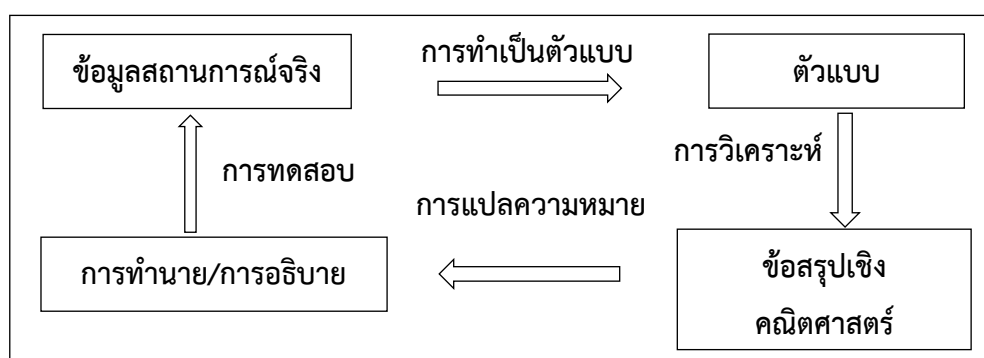 ข้อมูลสถานการณ์จริง
การทำเป็นตัวแบบ
ตัวแบบ
การทดสอบ
การวิเคราะห์
การแปลความหมาย
การทำนาย/การอธิบาย
ข้อสรุปเชิง
คณิตศาสตร์